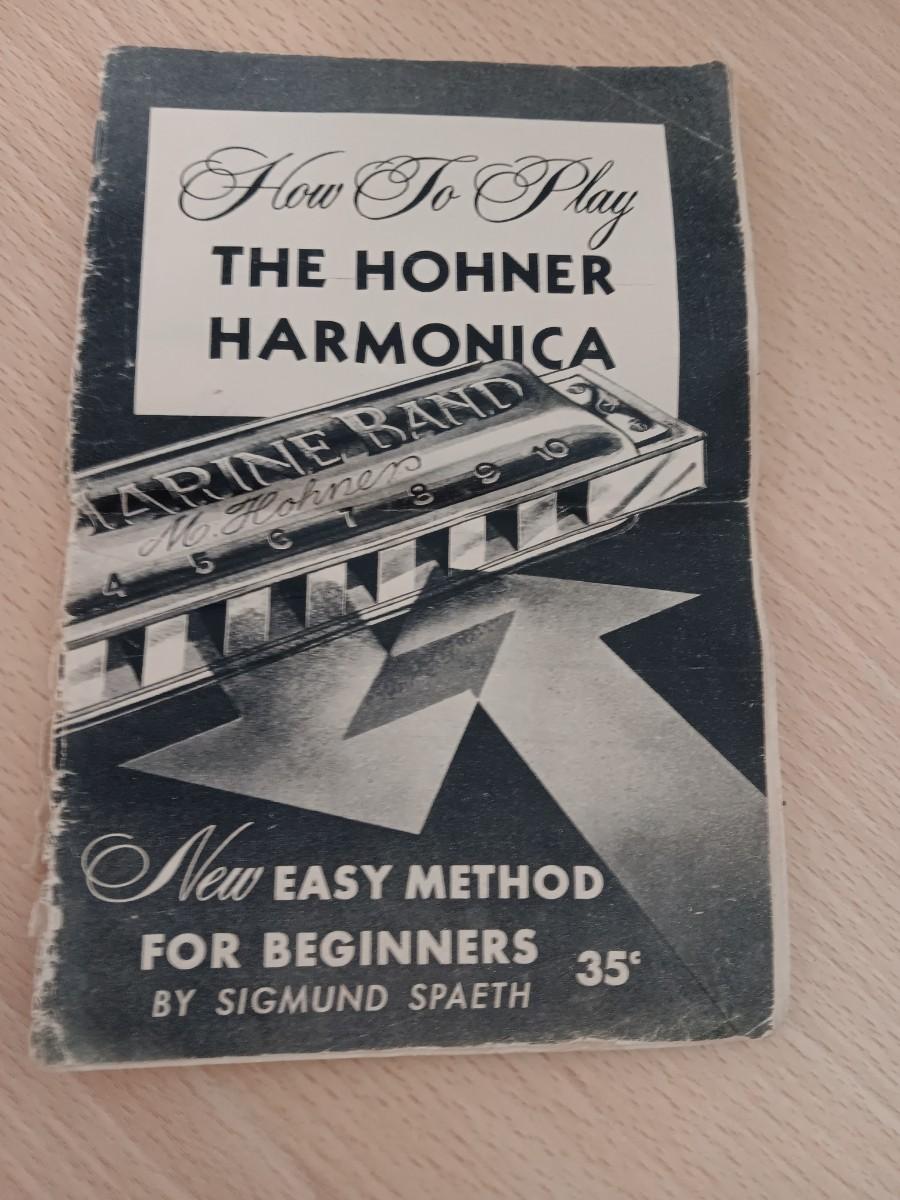 How To Play
THE HOHNER
HARMONICA
MARINE BAND
M. Hohner
4 5 6 7 8 9 10
New EASY METHOD
FOR BEGINNERS
35¢
BY SIGMUND SPAETH